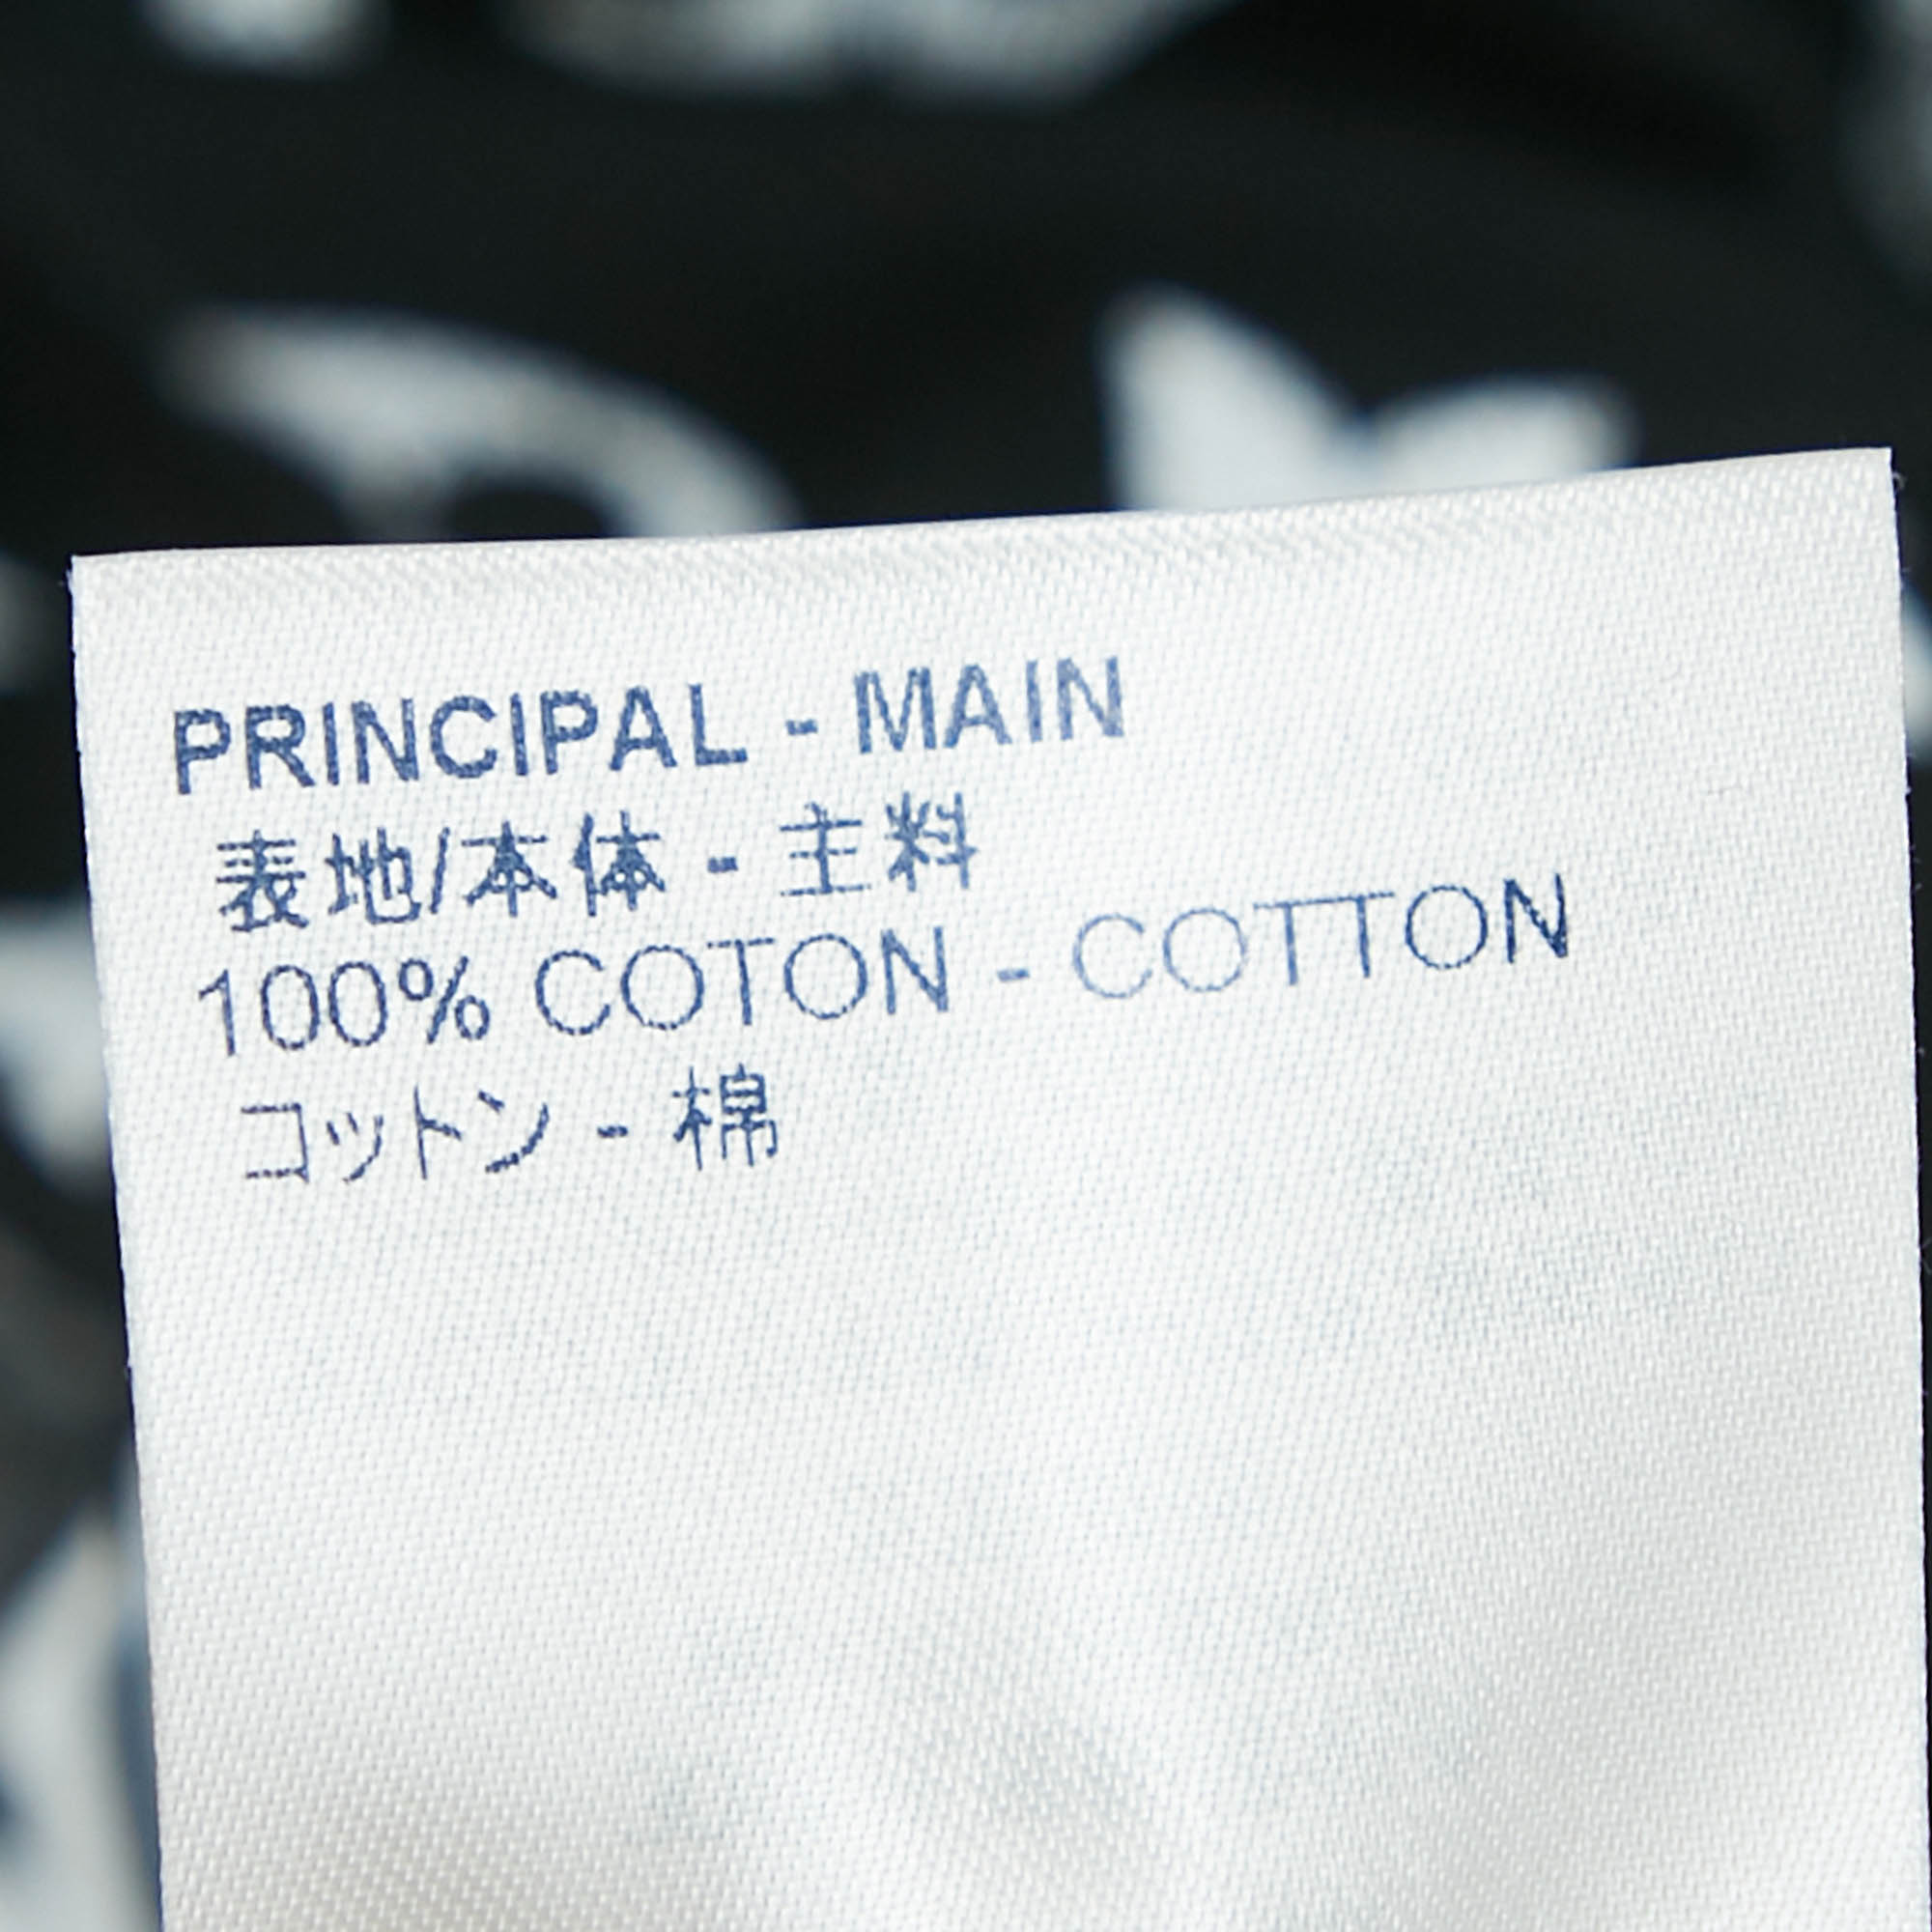 PRINCIPAL - MAIN
表地/本体 - 主料
100% COTON - COTTON
コットン - 棉